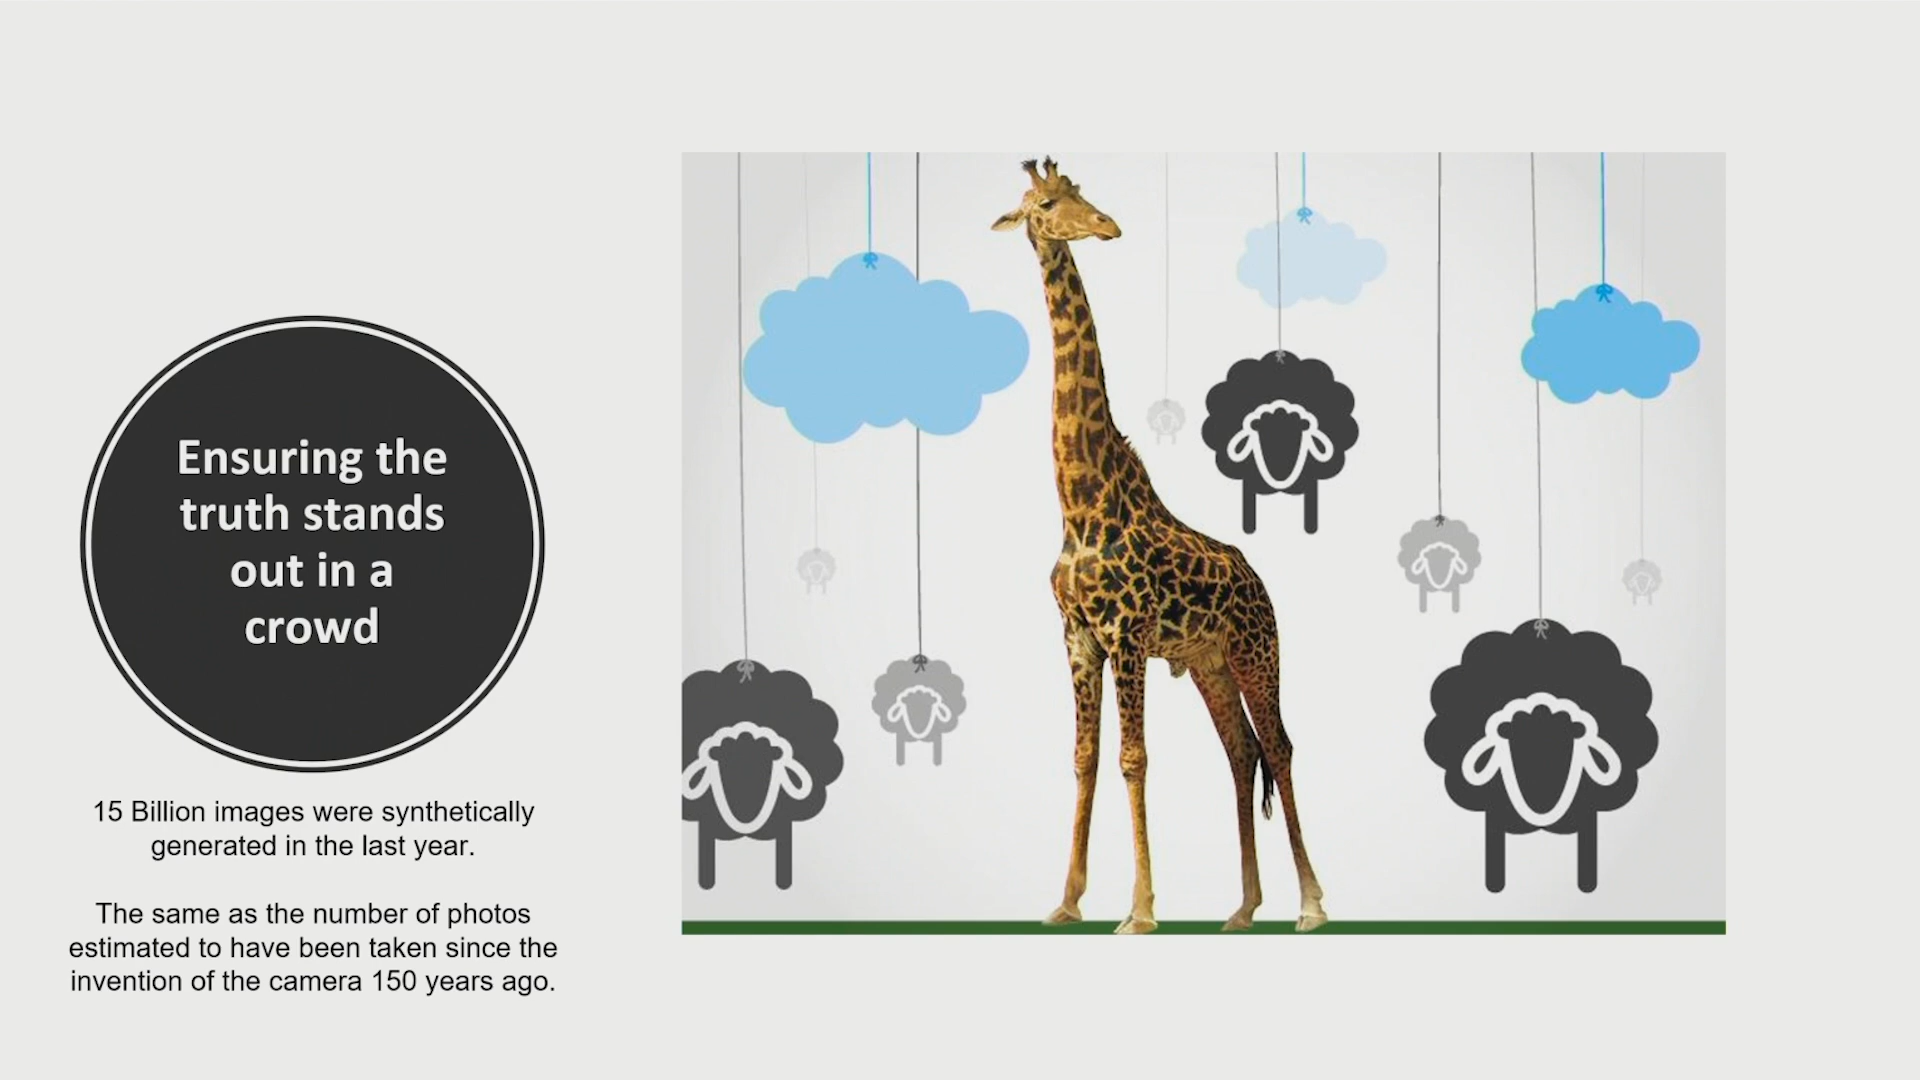 Ensuring the
truth stands
out in a
crowd
15 Billion images were synthetically
generated in the last year.
The same as the number of photos
estimated to have been taken since the
invention of the camera 150 years ago.